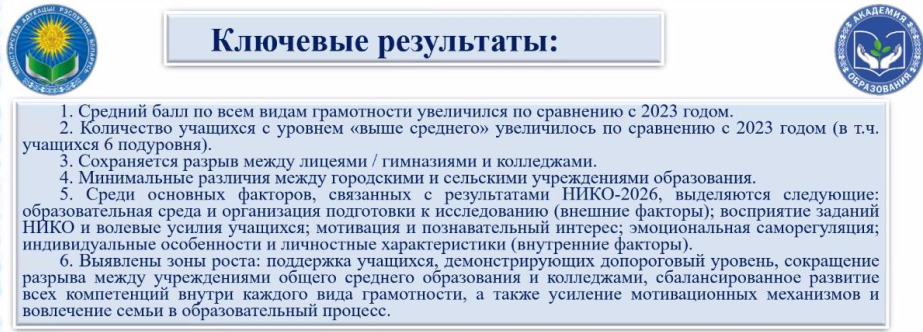 МІНІСТЭРСТВА АДУКАЦЫІ РЭСПУБЛІКІ БЕЛАРУСЬ
Ключевые результаты:
АКАДЕМИЯ
ОБРАЗОВАНИЯ
1. Средний балл по всем видам грамотности увеличился по сравнению с 2023 годом.
2. Количество учащихся с уровнем «выше среднего» увеличилось по сравнению с 2023 годом (в т.ч.
учащихся 6 подуровня).
3. Сохраняется разрыв между лицеями / гимназиями и колледжами.
4. Минимальные различия между городскими и сельскими учреждениями образования.
5. Среди основных факторов, связанных с результатами НИКО-2026, выделяются следующие:
образовательная среда и организация подготовки к исследованию (внешние факторы); восприятие заданий
НИКО и волевые усилия учащихся; мотивация и познавательный интерес; эмоциональная саморегуляция;
индивидуальные особенности и личностные характеристики (внутренние факторы).
6. Выявлены зоны роста: поддержка учащихся, демонстрирующих допороговый уровень, сокращение
разрыва между учреждениями общего среднего образования и колледжами, сбалансированное развитие
всех компетенций внутри каждого вида грамотности, а также усиление мотивационных механизмов и
вовлечение семьи в образовательный процесс.